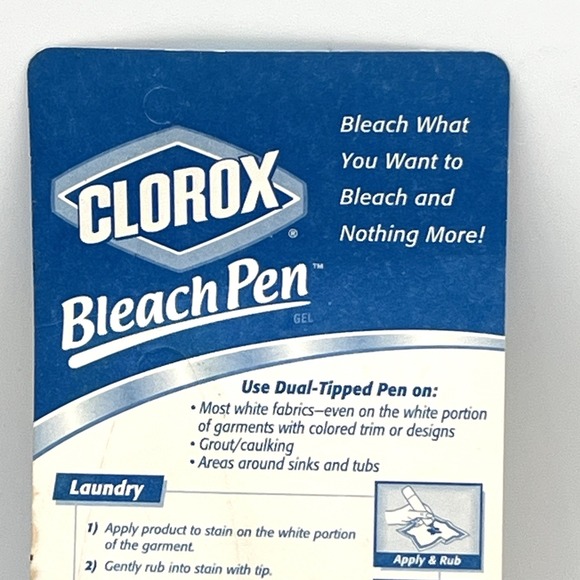 Bleach What
You Want to
Bleach and
Nothing More!
CLOROX®
Bleach Pen™
GEL
Use Dual-Tipped Pen on:
• Most white fabrics—even on the white portion
of garments with colored trim or designs
• Grout/caulking
• Areas around sinks and tubs
Laundry
1) Apply product to stain on the white portion
of the garment.
2) Gently rub into stain with tip.
Apply & Rub